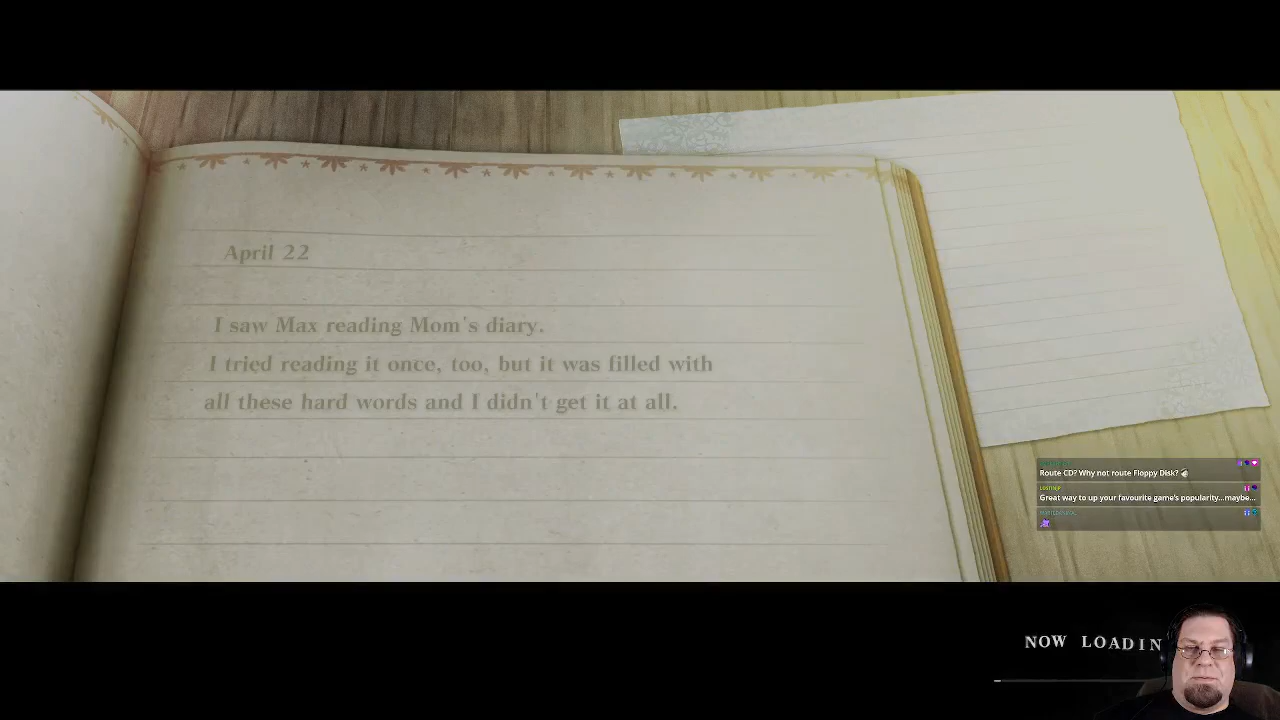 April 22
I saw Max reading Mom's diary.
I tried reading it once, too, but it was filled with
all these hard words and I didn't get it at all.
Route CD? Why not route Floppy Disk?
Great way to up your favourite game's popularity...maybe...
NOW LOADIN